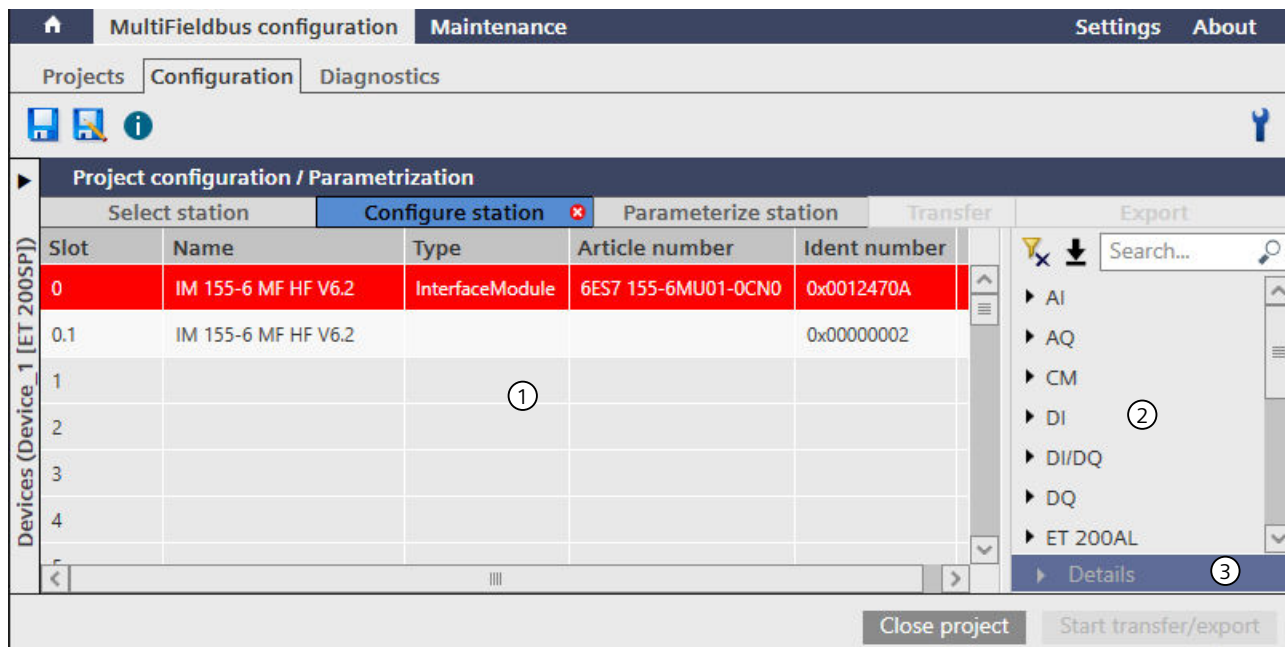 MultiFieldbus configuration Maintenance Settings About
Projects Configuration Diagnostics
Project configuration / Parametrization
Select station Configure station Parameterize station Transfer Export
Devices (Device_1 [ET 200SP])
Slot Name Type Article number Ident number Search...
0 IM 155-6 MF HF V6.2 InterfaceModule 6ES7 155-6MU01-0CN0 0x0012470A
0.1 IM 155-6 MF HF V6.2 0x00000002
1
2
3
4
1
AI
AQ
CM
DI
2
DI/DQ
DQ
ET 200AL
Details 3
Close project Start transfer/export